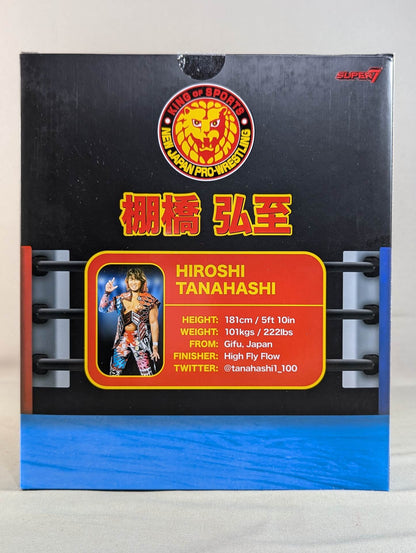 SUPER7
KING OF SPORTS
NEW JAPAN PRO-WRESTLING
棚橋 弘至
HIROSHI
TANAHASHI
HEIGHT: 181cm / 5ft 10in
WEIGHT: 101kgs / 222lbs
FROM: Gifu, Japan
FINISHER: High Fly Flow
TWITTER: @tanahashi1_100